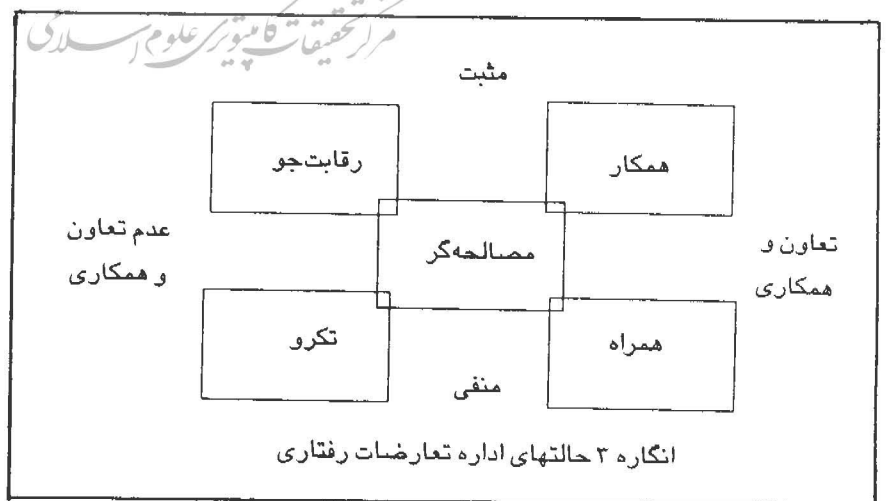 مرکز تحقیقات کامپیوتری علوم اسلامی
مثبت
همکار
رقابت‌جو
تعاون و
همکاری
مصالحه‌گر
عدم تعاون
و همکاری
همراه
تکرو
منفی
انگاره ۳ حالتهای اداره تعارضات رفتاری